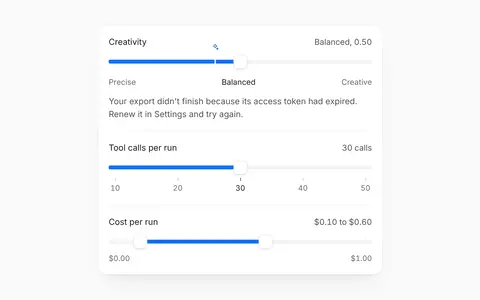 Creativity Balanced, 0.50
Precise Balanced Creative
Your export didn't finish because its access token had expired.
Renew it in Settings and try again.
Tool calls per run 30 calls
10 20 30 40 50
Cost per run $0.10 to $0.60
$0.00 $1.00